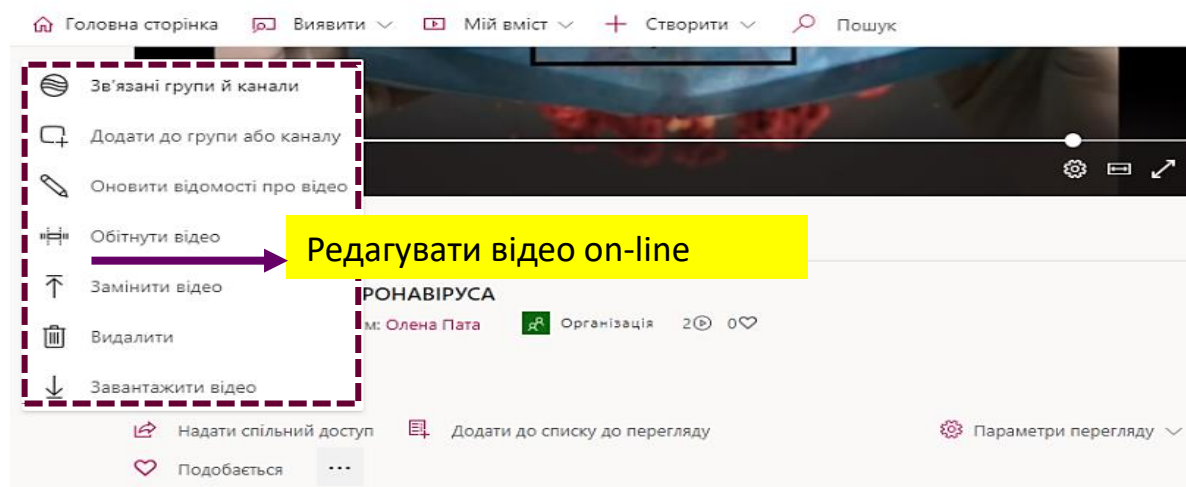 Головна сторінка Виявити Мій вміст Створити Пошук
Зв'язані групи й канали
Додати до групи або каналу
Оновити відомості про відео
Обітнути відео
Редагувати відео on-line
Замінити відео
РОНАВІРУСА
м: Олена Пата Організація 2 0
Видалити
Завантажити відео
Надати спільний доступ Додати до списку до перегляду Параметри перегляду
Подобається ...